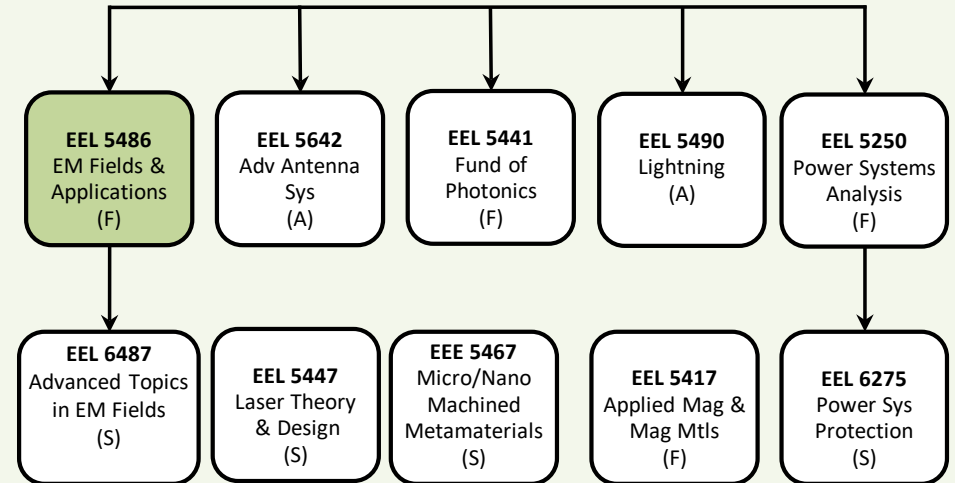 EEL 5486
EM Fields &
Applications
(F)
EEL 5642
Adv Antenna
Sys
(A)
EEL 5441
Fund of
Photonics
(F)
EEL 5490
Lightning
(A)
EEL 5250
Power Systems
Analysis
(F)
EEL 6487
Advanced Topics
in EM Fields
(S)
EEL 5447
Laser Theory
& Design
(S)
EEE 5467
Micro/Nano
Machined
Metamaterials
(S)
EEL 5417
Applied Mag &
Mag Mtls
(F)
EEL 6275
Power Sys
Protection
(S)